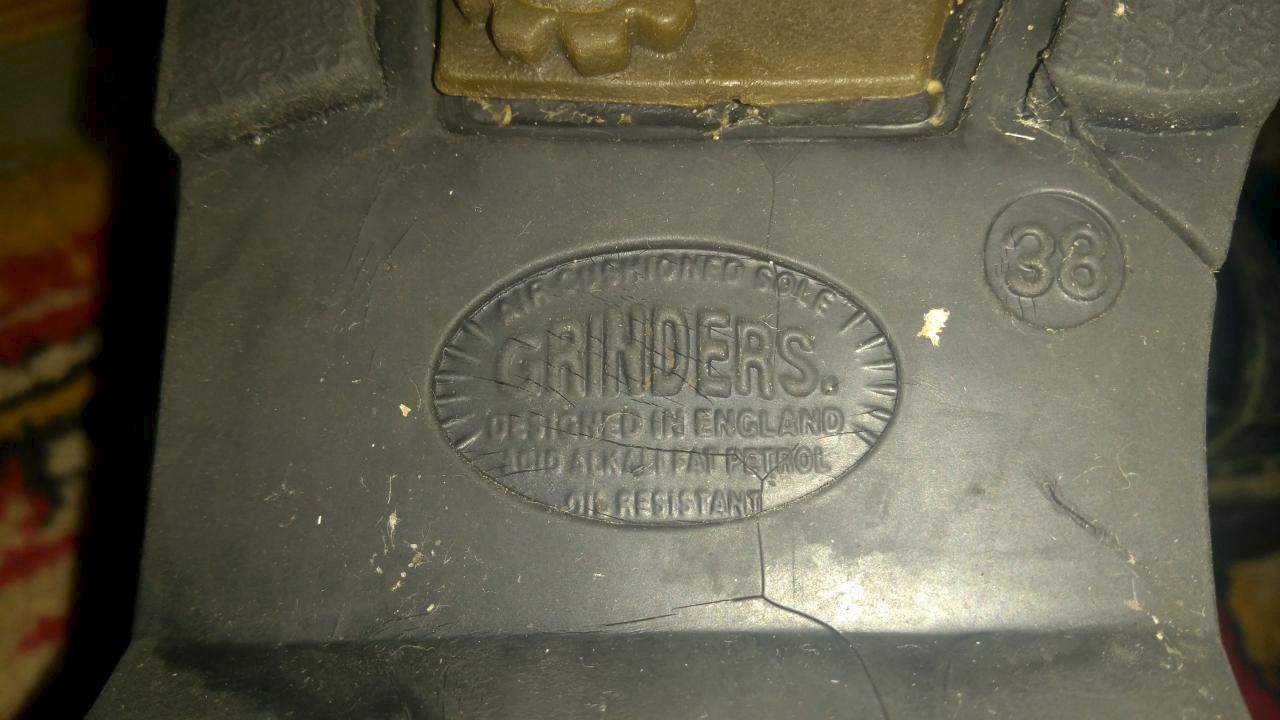 AIR CUSHIONED SOLE
38
GRINDERS.
DESIGNED IN ENGLAND
ACID ALKALI FAT PETROL
OIL RESISTANT